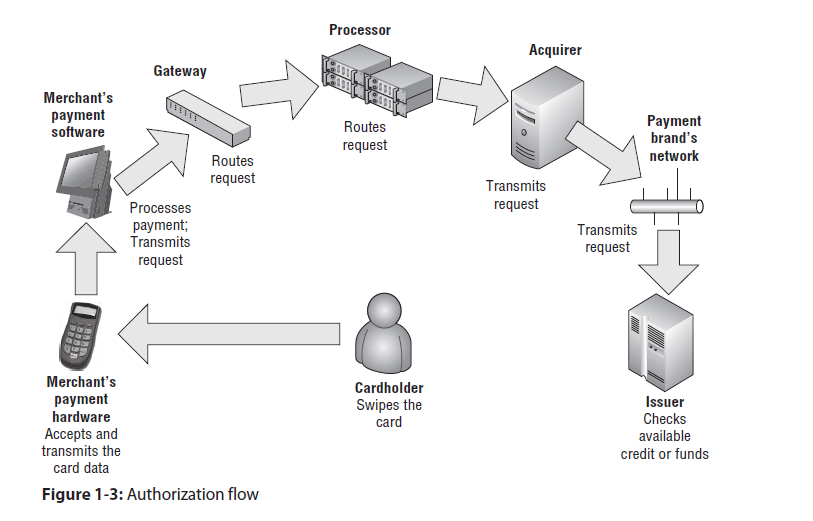 Processor
Acquirer
Gateway
Merchant's
payment
software
Payment
brand's
network
Routes
request
Routes
request
Transmits
request
Processes
payment;
Transmits
request
Transmits
request
Merchant's
payment
hardware
Accepts and
transmits the
card data
Cardholder
Swipes the
card
Issuer
Checks
available
credit or funds
Figure 1-3: Authorization flow